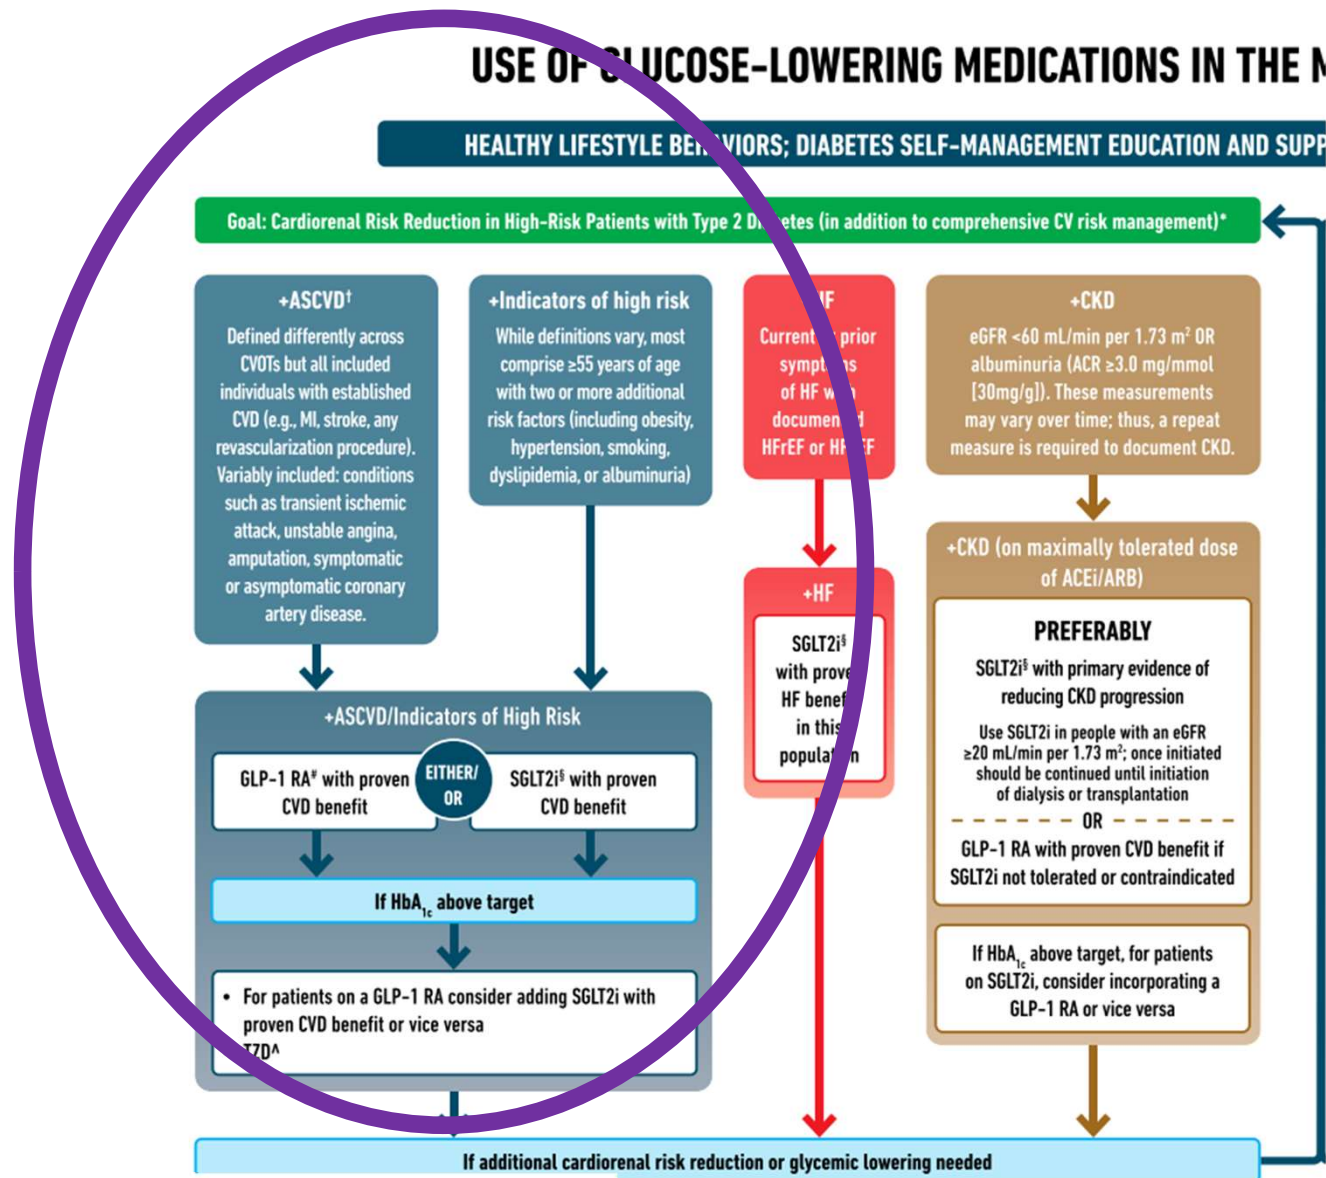 USE OF GLUCOSE-LOWERING MEDICATIONS IN THE
HEALTHY LIFESTYLE BEHAVIORS; DIABETES SELF-MANAGEMENT EDUCATION AND
Goal: Cardiorenal Risk Reduction in High-Risk Patients with Type 2 Diabetes (in addition to comprehensive CV risk management)*
+ASCVD†
Defined differently across
CVOTs but all included
individuals with established
CVD (e.g., MI, stroke, any
revascularization procedure).
Variably included: conditions
such as transient ischemic
attack, unstable angina,
amputation, symptomatic
or asymptomatic coronary
artery disease.
+Indicators of high risk
While definitions vary, most
comprise ≥55 years of age
with two or more additional
risk factors (including obesity,
hypertension, smoking,
dyslipidemia, or albuminuria)
HF
Current or prior
symptoms
of HF with
documented
HFrEF or HFpEF
+CKD
eGFR <60 mL/min per 1.73 m² OR
albuminuria (ACR ≥3.0 mg/mmol
[30mg/g]). These measurements
may vary over time; thus, a repeat
measure is required to document CKD.
+ASCVD/Indicators of High Risk
GLP-1 RA# with proven
CVD benefit
EITHER/
OR
SGLT2i§ with proven
CVD benefit
If HbA1c above target
• For patients on a GLP-1 RA consider adding SGLT2i with
proven CVD benefit or vice versa
TZD^
+HF
SGLT2i§
with proven
HF benefit
in this
population
+CKD (on maximally tolerated dose
of ACEi/ARB)
PREFERABLY
SGLT2i§ with primary evidence of
reducing CKD progression
Use SGLT2i in people with an eGFR
≥20 mL/min per 1.73 m²; once initiated
should be continued until initiation
of dialysis or transplantation
OR
GLP-1 RA with proven CVD benefit if
SGLT2i not tolerated or contraindicated
If HbA1c above target, for patients
on SGLT2i, consider incorporating a
GLP-1 RA or vice versa
If additional cardiorenal risk reduction or glycemic lowering needed